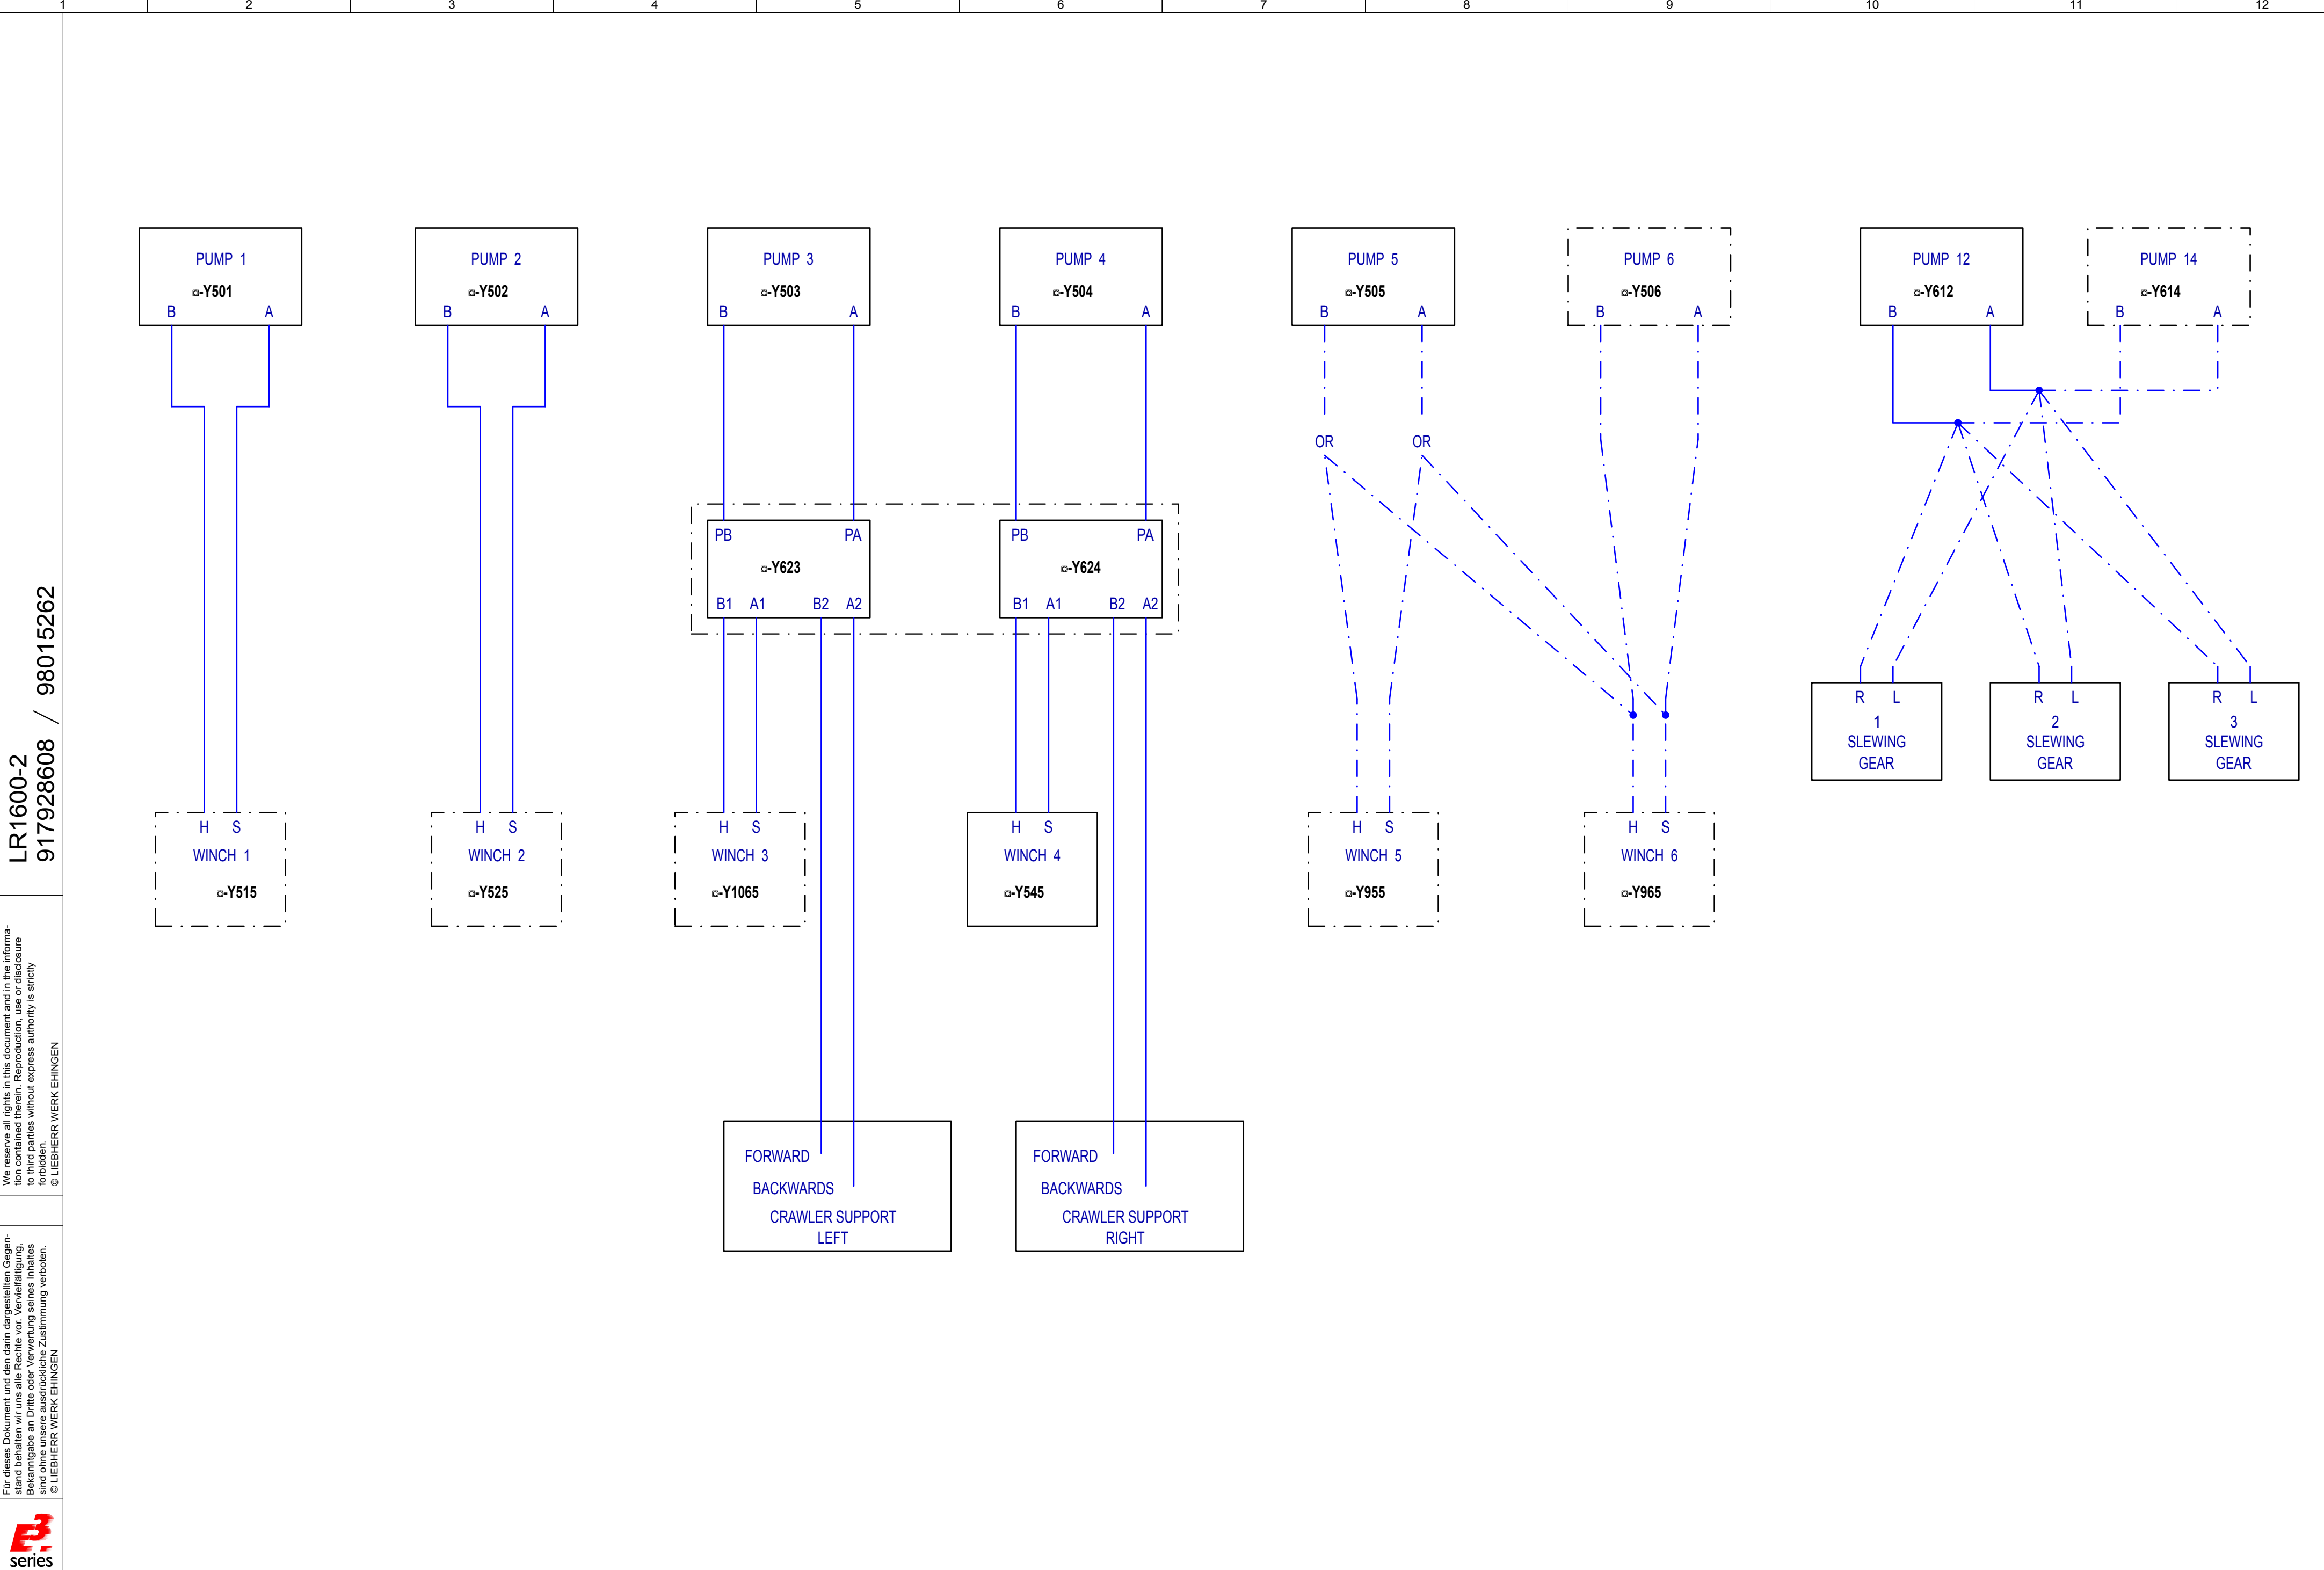 1 2 3 4 5 6 7 8 9 10 11 12
PUMP 1
¤-Y501
B A
PUMP 2
¤-Y502
B A
PUMP 3
¤-Y503
B A
PUMP 4
¤-Y504
B A
PUMP 5
¤-Y505
B A
PUMP 6
¤-Y506
B A
PUMP 12
¤-Y612
B A
PUMP 14
¤-Y614
B A
OR OR
PB PA
¤-Y623
B1 A1 B2 A2
PB PA
¤-Y624
B1 A1 B2 A2
R L
1
SLEWING
GEAR
R L
2
SLEWING
GEAR
R L
3
SLEWING
GEAR
H S
WINCH 1
¤-Y515
H S
WINCH 2
¤-Y525
H S
WINCH 3
¤-Y1065
H S
WINCH 4
¤-Y545
H S
WINCH 5
¤-Y955
H S
WINCH 6
¤-Y965
FORWARD
BACKWARDS
CRAWLER SUPPORT
LEFT
FORWARD
BACKWARDS
CRAWLER SUPPORT
RIGHT
LR1600-2
917928608 / 98015262
We reserve all rights in this document and in the informa-
tion contained therein. Reproduction, use or disclosure
to third parties without express authority is strictly
forbidden.
© LIEBHERR WERK EHINGEN
Für dieses Dokument und den darin dargestellten Gegen-
stand behalten wir uns alle Rechte vor. Vervielfältigung,
Bekanntgabe an Dritte oder Verwertung seines Inhaltes
sind ohne unsere ausdrückliche Zustimmung verboten.
© LIEBHERR WERK EHINGEN
E3.
series